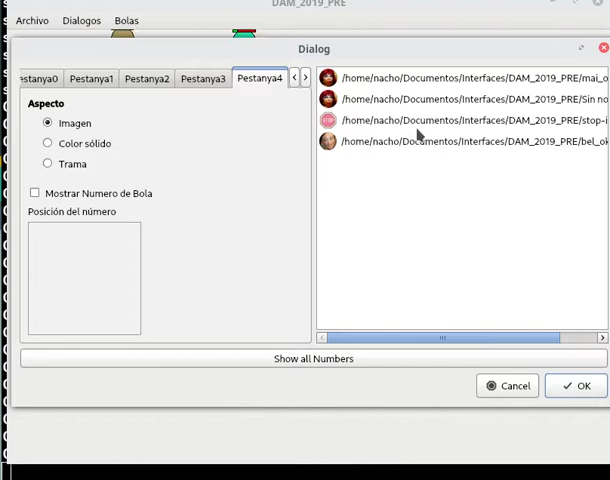 DAM_2019_PRE
Archivo Dialogos Bolas
Dialog
estanya0 Pestanya1 Pestanya2 Pestanya3 Pestanya4
Aspecto
Imagen
Color sólido
Trama
Mostrar Numero de Bola
Posición del número
/home/nacho/Documentos/Interfaces/DAM_2019_PRE/mai_o
/home/nacho/Documentos/Interfaces/DAM_2019_PRE/Sin no
STOP /home/nacho/Documentos/Interfaces/DAM_2019_PRE/stop-i
/home/nacho/Documentos/Interfaces/DAM_2019_PRE/bel_ok
Show all Numbers
Cancel OK